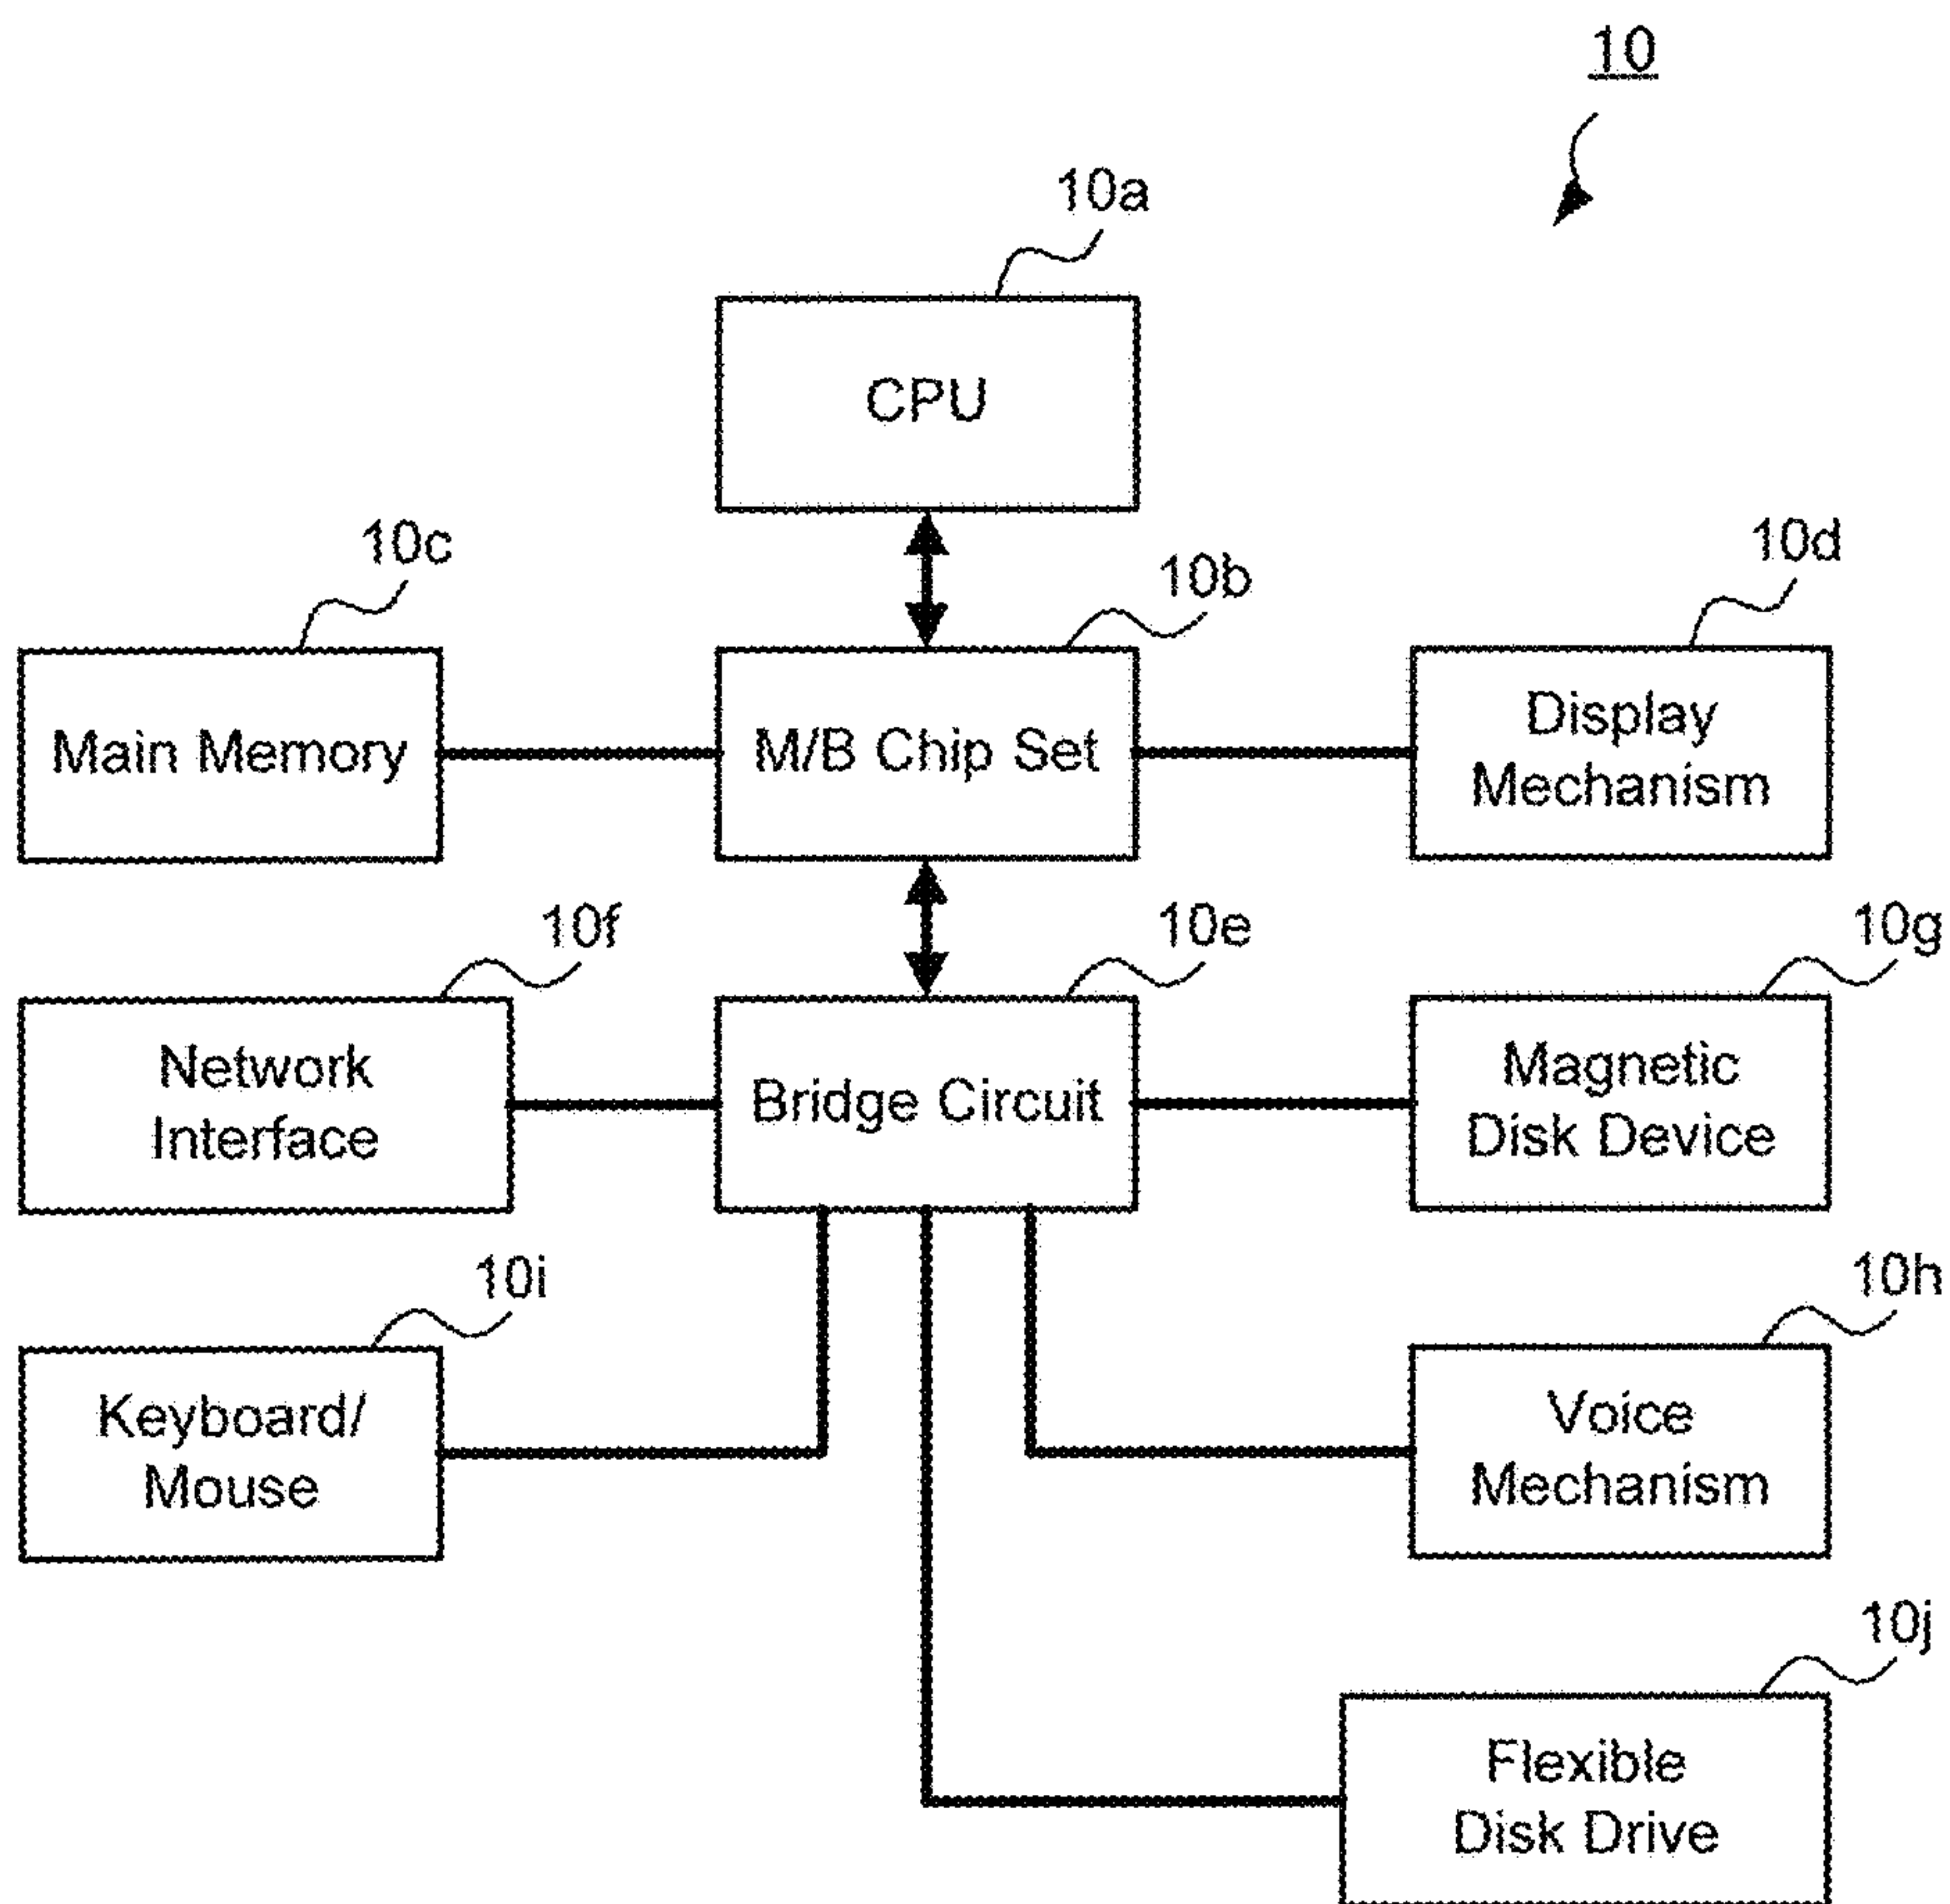 10
10a
CPU
10c
10b
10d
Main Memory
M/B Chip Set
Display
Mechanism
10f
10e
10g
Network
Interface
Bridge Circuit
Magnetic
Disk Device
10i
10h
Keyboard/
Mouse
Voice
Mechanism
10j
Flexible
Disk Drive